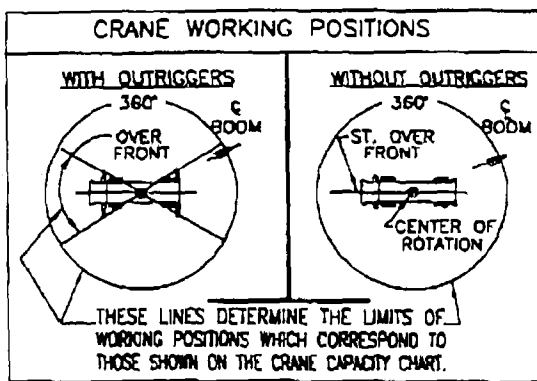 CRANE WORKING POSITIONS
WITH OUTRIGGERS
360°
OVER
FRONT
℄
BOOM
WITHOUT OUTRIGGERS
360°
ST. OVER
FRONT
℄
BOOM
CENTER OF
ROTATION
THESE LINES DETERMINE THE LIMITS OF
WORKING POSITIONS WHICH CORRESPOND TO
THOSE SHOWN ON THE CRANE CAPACITY CHART.